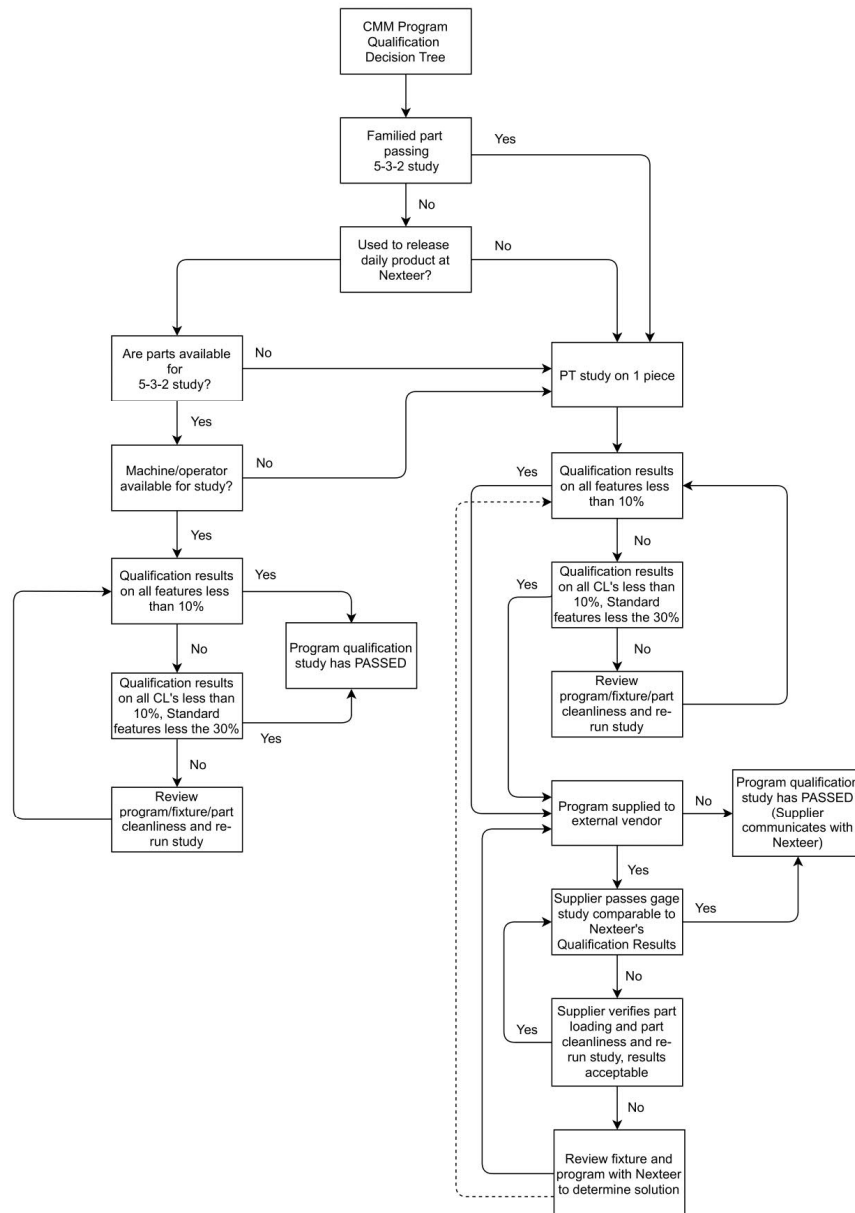 CMM Program
Qualification
Decision Tree
Familied part
passing
5-3-2 study
Yes
No
Used to release
daily product at
Nexteer?
No
Yes
Are parts available
for
5-3-2 study?
No
PT study on 1 piece
Yes
Machine/operator
available for study?
No
Yes
Qualification results
on all features less
than 10%
Yes
No
Qualification results
on all features less
than 10%
Yes
No
Yes
Qualification results
on all CL's less than
10%, Standard
features less the 30%
Program qualification
study has PASSED
No
Qualification results
on all CL's less than
10%, Standard
features less the 30%
Yes
No
Review
program/fixture/part
cleanliness and re-
run study
Review
program/fixture/part
cleanliness and re-
run study
Program supplied to
external vendor
No
Program qualification
study has PASSED
(Supplier
communicates with
Nexteer)
Yes
Supplier passes gage
study comparable to
Nexteer's
Qualification Results
Yes
No
Yes
Supplier verifies part
loading and part
cleanliness and re-
run study, results
acceptable
No
Review fixture and
program with Nexteer
to determine solution